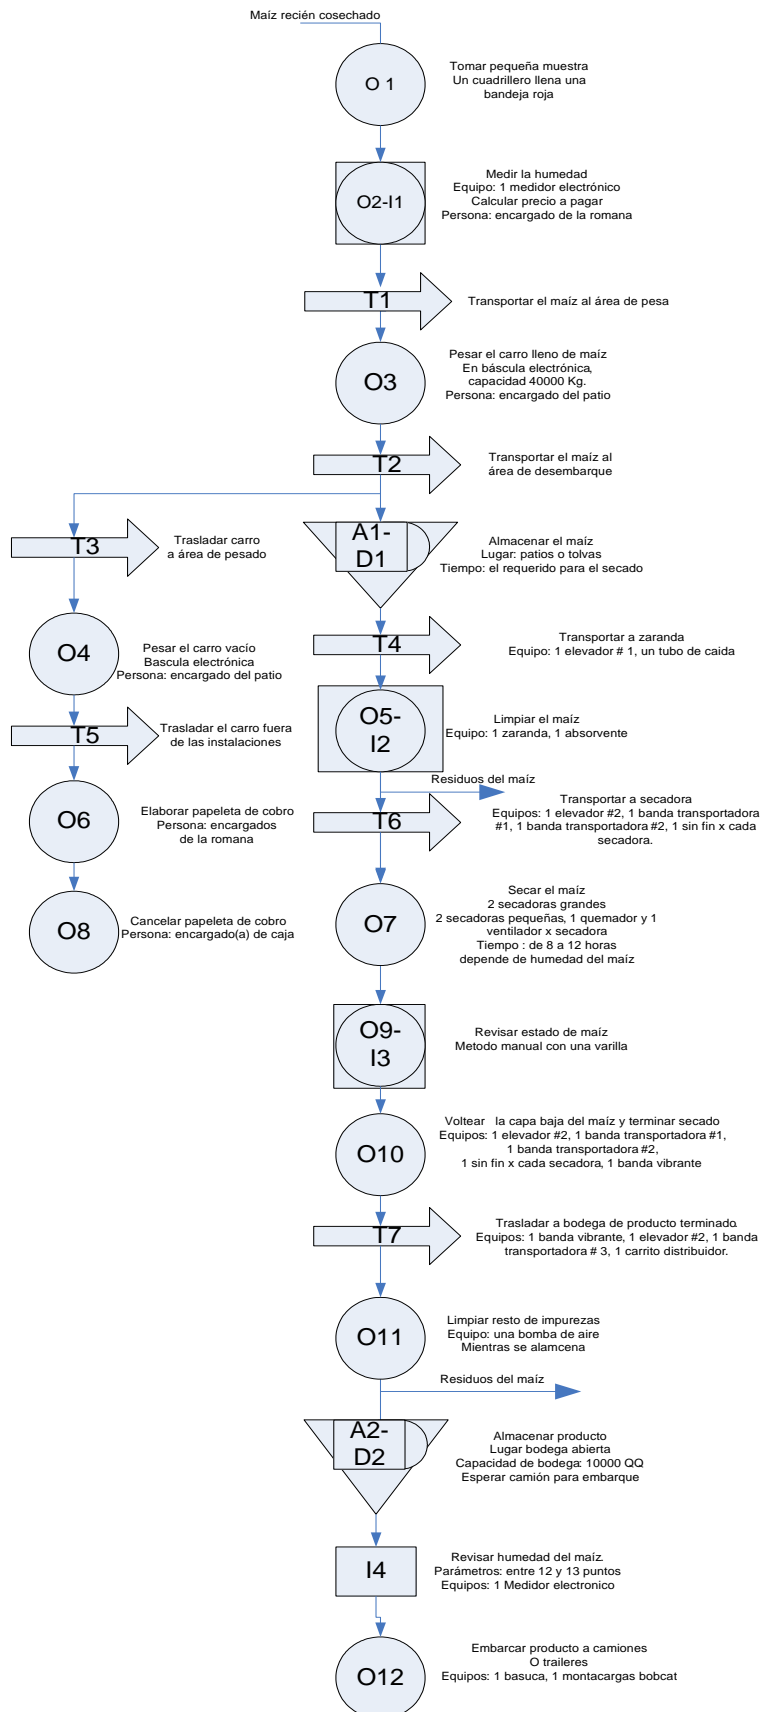 Maíz recién cosechado
O 1
Tomar pequeña muestra
Un cuadrillero llena una
bandeja roja
O2-I1
Medir la humedad
Equipo: 1 medidor electrónico
Calcular precio a pagar
Persona: encargado de la romana
T1
Transportar el maíz al área de pesa
O3
Pesar el carro lleno de maíz
En báscula electrónica,
capacidad 40000 Kg.
Persona: encargado del patio
T2
Transportar el maíz al
área de desembarque
T3
Trasladar carro
a área de pesado
A1-
D1
Almacenar el maíz
Lugar: patios o tolvas
Tiempo: el requerido para el secado
O4
Pesar el carro vacío
Bascula electrónica
Persona: encargado del patio
T4
Transportar a zaranda
Equipo: 1 elevador # 1, un tubo de caida
T5
Trasladar el carro fuera
de las instalaciones
O5-
I2
Limpiar el maíz
Equipo: 1 zaranda, 1 absorvente
Residuos del maíz
O6
Elaborar papeleta de cobro
Persona: encargados
de la romana
T6
Transportar a secadora
Equipos: 1 elevador #2, 1 banda transportadora
#1, 1 banda transportadora #2, 1 sin fin x cada
secadora.
O8
Cancelar papeleta de cobro
Persona: encargado(a) de caja
O7
Secar el maíz
2 secadoras grandes
2 secadoras pequeñas, 1 quemador y 1
ventilador x secadora
Tiempo : de 8 a 12 horas
depende de humedad del maíz
O9-
I3
Revisar estado de maíz
Metodo manual con una varilla
O10
Voltear la capa baja del maíz y terminar secado
Equipos: 1 elevador #2, 1 banda transportadora #1,
1 banda transportadora #2,
1 sin fin x cada secadora, 1 banda vibrante
T7
Trasladar a bodega de producto terminado.
Equipos: 1 banda vibrante, 1 elevador #2, 1 banda
transportadora # 3, 1 carrito distribuidor.
O11
Limpiar resto de impurezas
Equipo: una bomba de aire
Mientras se alamcena
Residuos del maíz
A2-
D2
Almacenar producto
Lugar bodega abierta
Capacidad de bodega: 10000 QQ
Esperar camión para embarque
I4
Revisar humedad del maíz.
Parámetros: entre 12 y 13 puntos
Equipos: 1 Medidor electronico
O12
Embarcar producto a camiones
O traileres
Equipos: 1 basuca, 1 montacargas bobcat